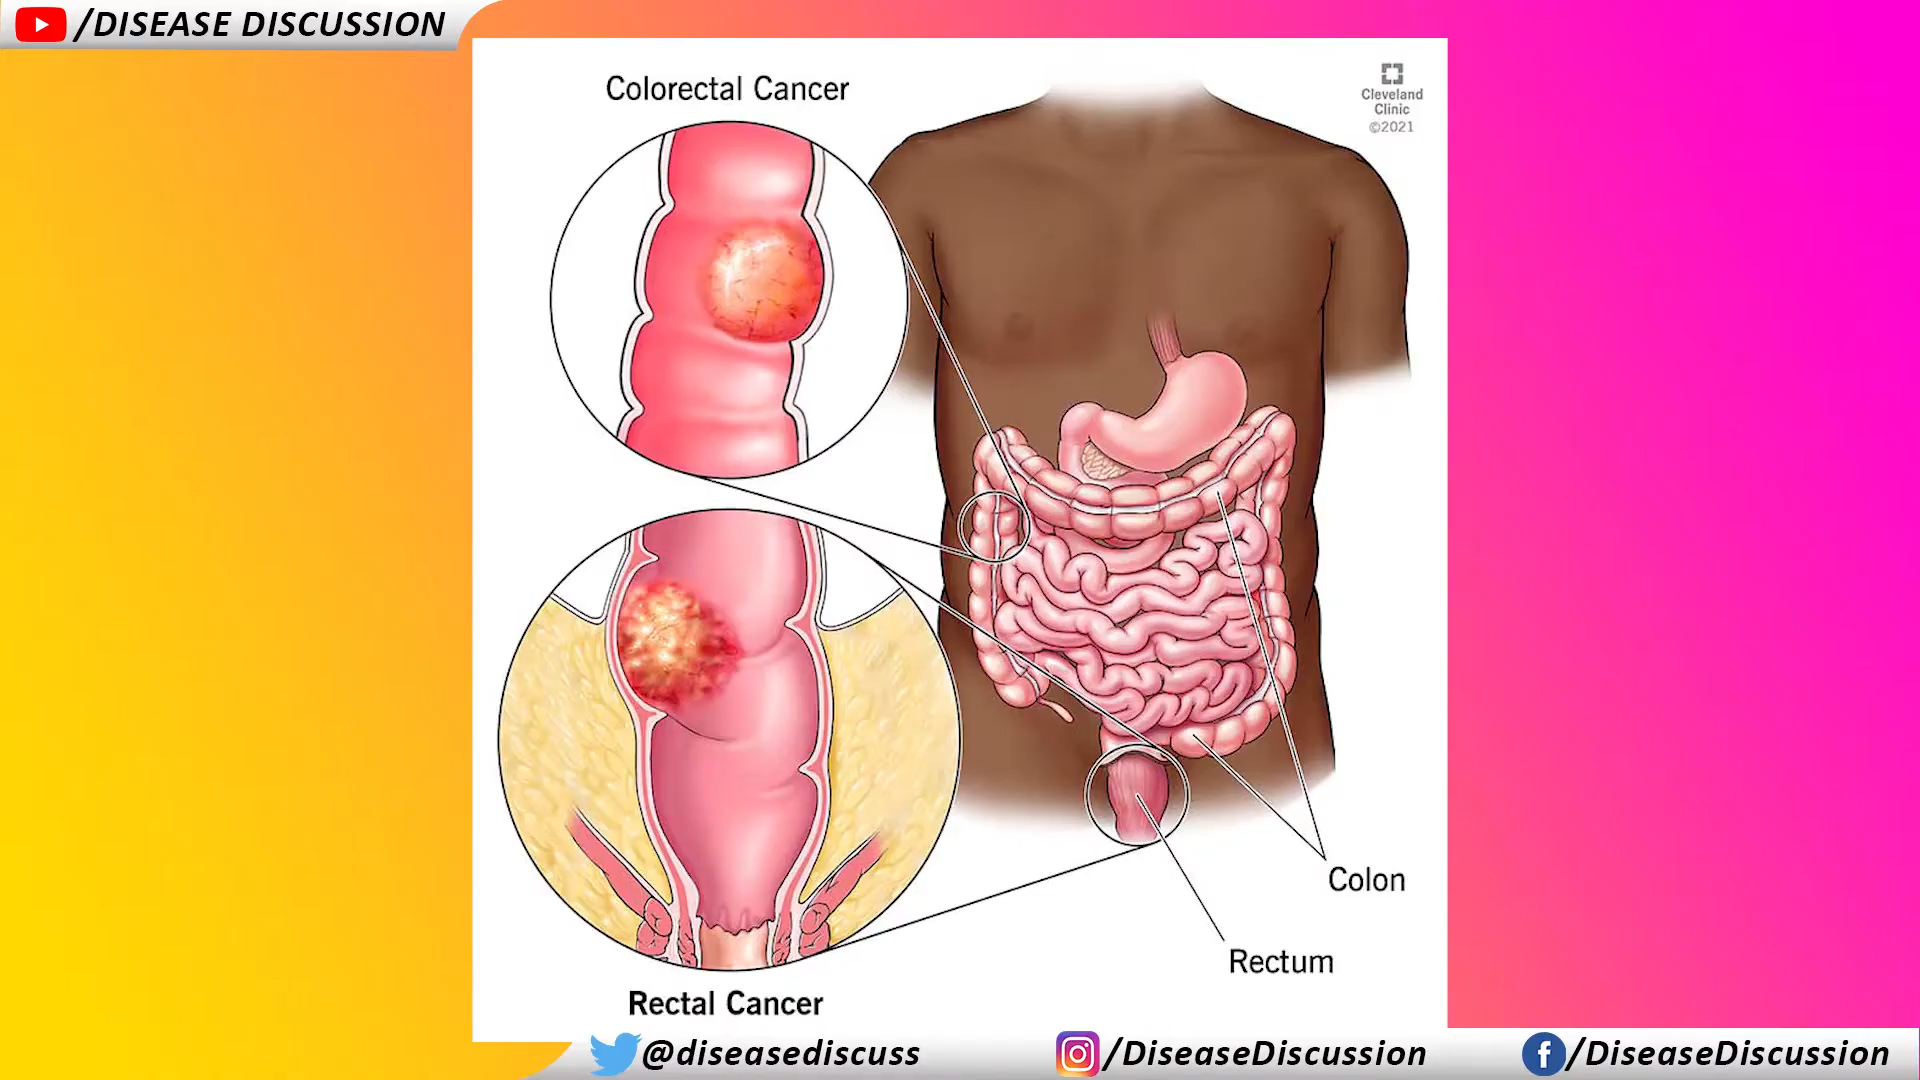 /DISEASE DISCUSSION
Colorectal Cancer
Cleveland
Clinic
©2021
Colon
Rectum
Rectal Cancer
@diseasediscuss
/DiseaseDiscussion
/DiseaseDiscussion